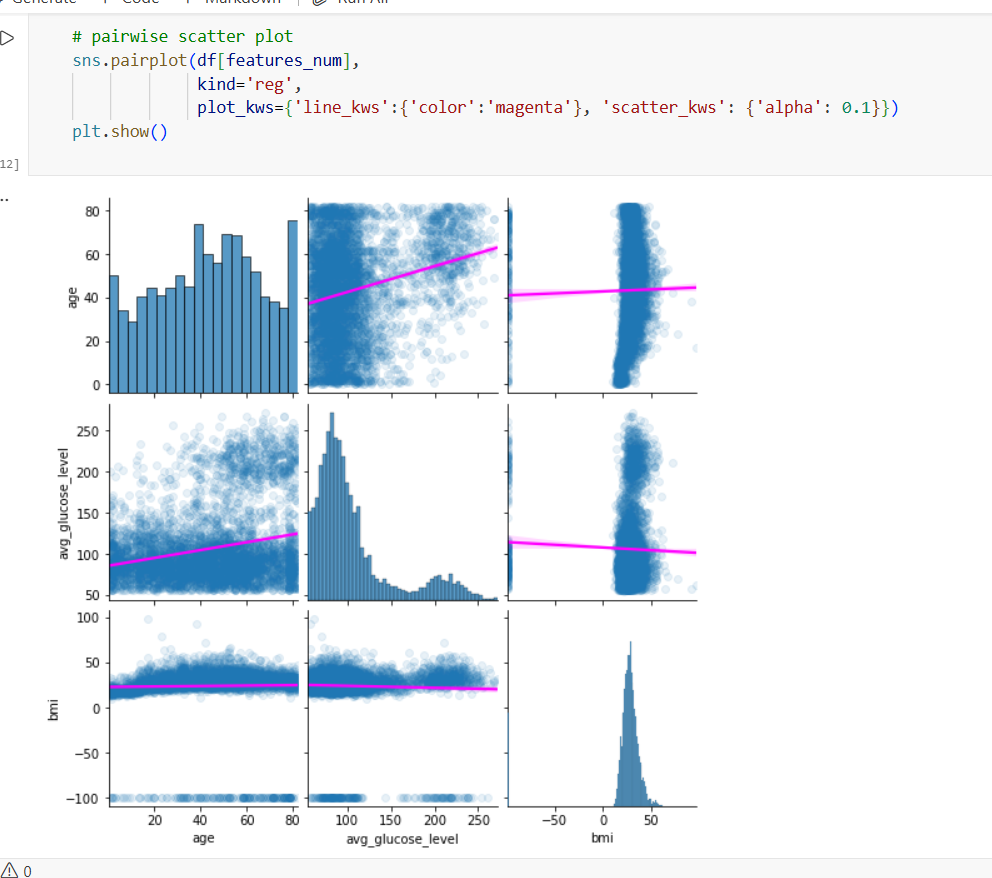 Generate + Code + Markdown | Run All
# pairwise scatter plot
sns.pairplot(df[features_num],
kind='reg',
plot_kws={'line_kws':{'color':'magenta'}, 'scatter_kws': {'alpha': 0.1}})
plt.show()
12]
..
80
60
40
20
0
age
250
200
150
100
50
avg_glucose_level
100
50
0
−50
−100
bmi
20 40 60 80 100 150 200 250 −50 50
age avg_glucose_level bmi
0